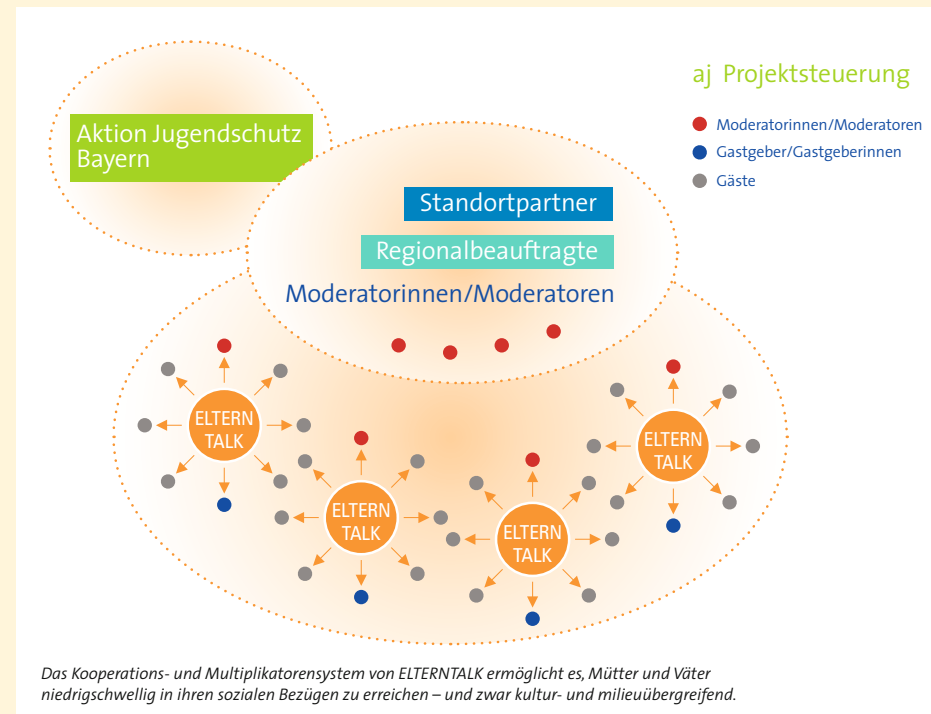 aj Projektsteuerung
Moderatorinnen/Moderatoren
Gastgeber/Gastgeberinnen
Gäste
Aktion Jugendschutz
Bayern
Standortpartner
Regionalbeauftragte
Moderatorinnen/Moderatoren
ELTERN
TALK
ELTERN
TALK
ELTERN
TALK
ELTERN
TALK
Das Kooperations- und Multiplikatorensystem von ELTERNTALK ermöglicht es, Mütter und Väter
niedrigschwellig in ihren sozialen Bezügen zu erreichen – und zwar kultur- und milieuübergreifend.